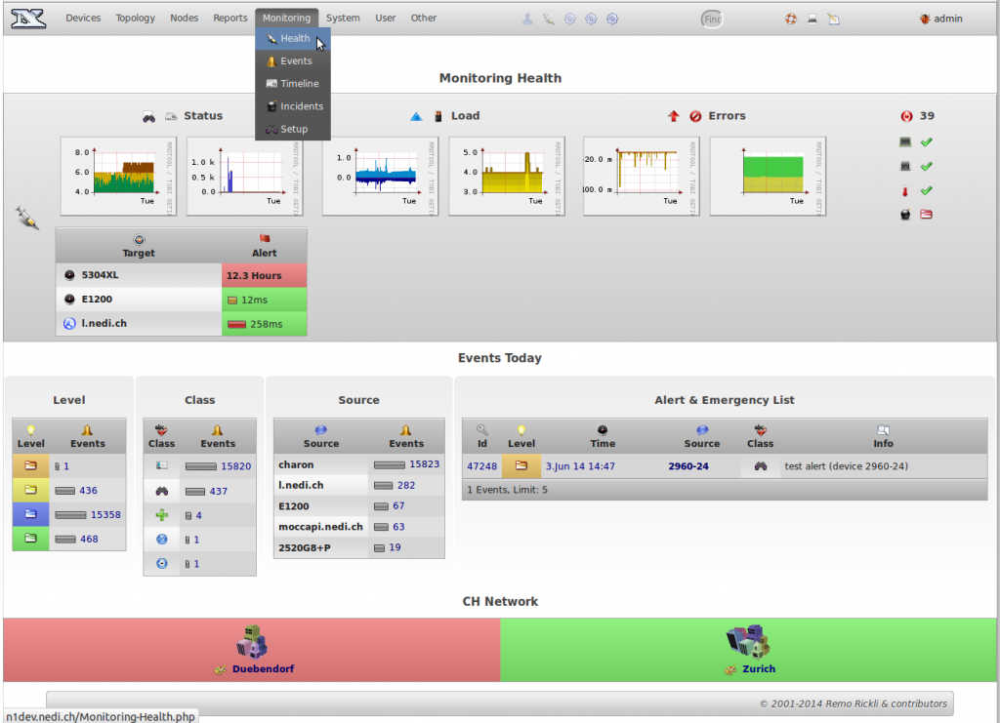 Devices Topology Nodes Reports Monitoring System User Other Find admin
Health
Events
Timeline
Incidents
Setup
Monitoring Health
Status Load Errors 39
8.0
6.0
4.0
Tue
1.0 k
0.5 k
0.0
Tue
1.0
0.0
Tue
5.0
4.0
3.0
Tue
120.0 m
100.0 m
Tue
Tue
Target Alert
5304XL 12.3 Hours
E1200 12ms
l.nedi.ch 258ms
Events Today
Level
Level Events
1
436
15358
468
Class
Class Events
15820
437
4
1
1
Source
Source Events
charon 15823
l.nedi.ch 282
E1200 67
moccapi.nedi.ch 63
2520G8+P 19
Alert & Emergency List
Id Level Time Source Class Info
47248 3.Jun 14 14:47 2960-24 test alert (device 2960-24)
1 Events, Limit: 5
CH Network
Duebendorf Zurich
© 2001-2014 Remo Rickli & contributors
n1dev.nedi.ch/Monitoring-Health.php